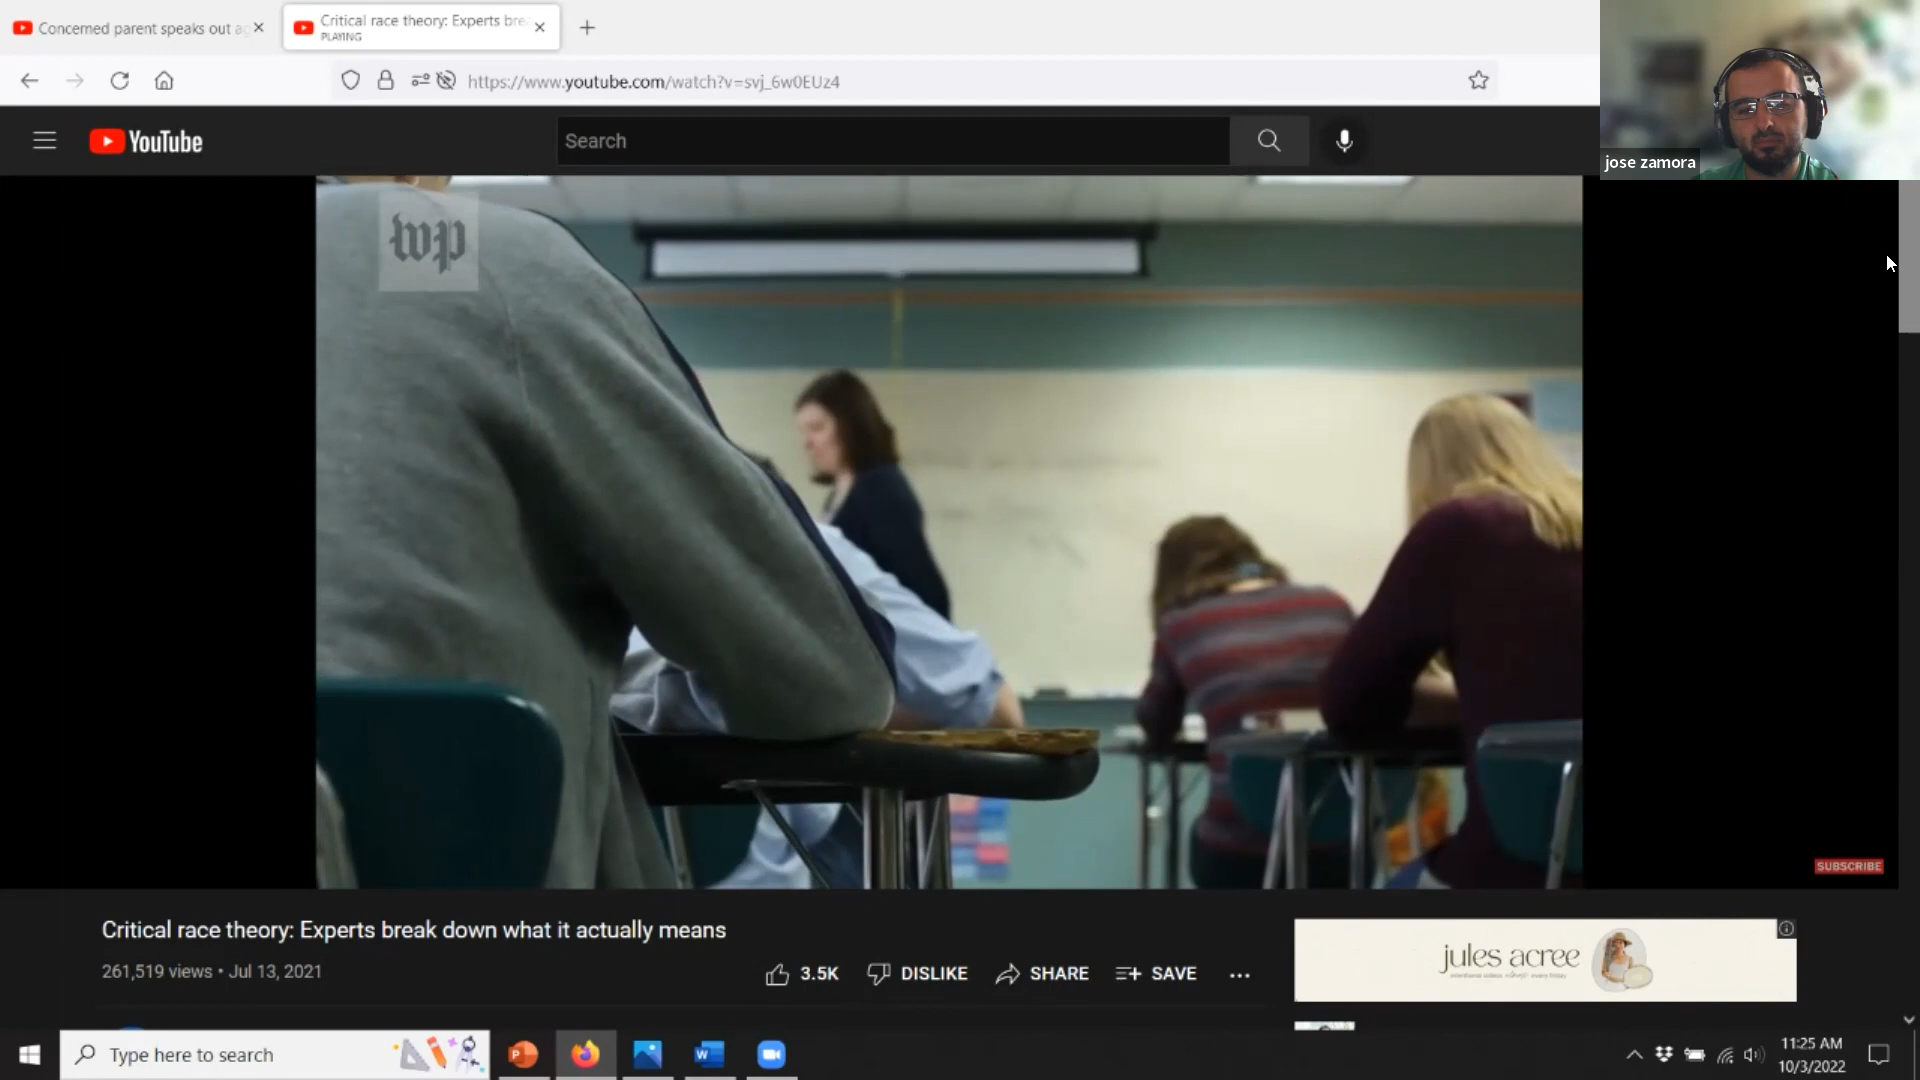 Concerned parent speaks out ag
Critical race theory: Experts bre
PLAYING
https://www.youtube.com/watch?v=svj_6w0EUz4
jose zamora
YouTube
Search
wp
SUBSCRIBE
Critical race theory: Experts break down what it actually means
261,519 views • Jul 13, 2021
3.5K
DISLIKE
SHARE
SAVE
jules acree
Type here to search
11:25 AM
10/3/2022